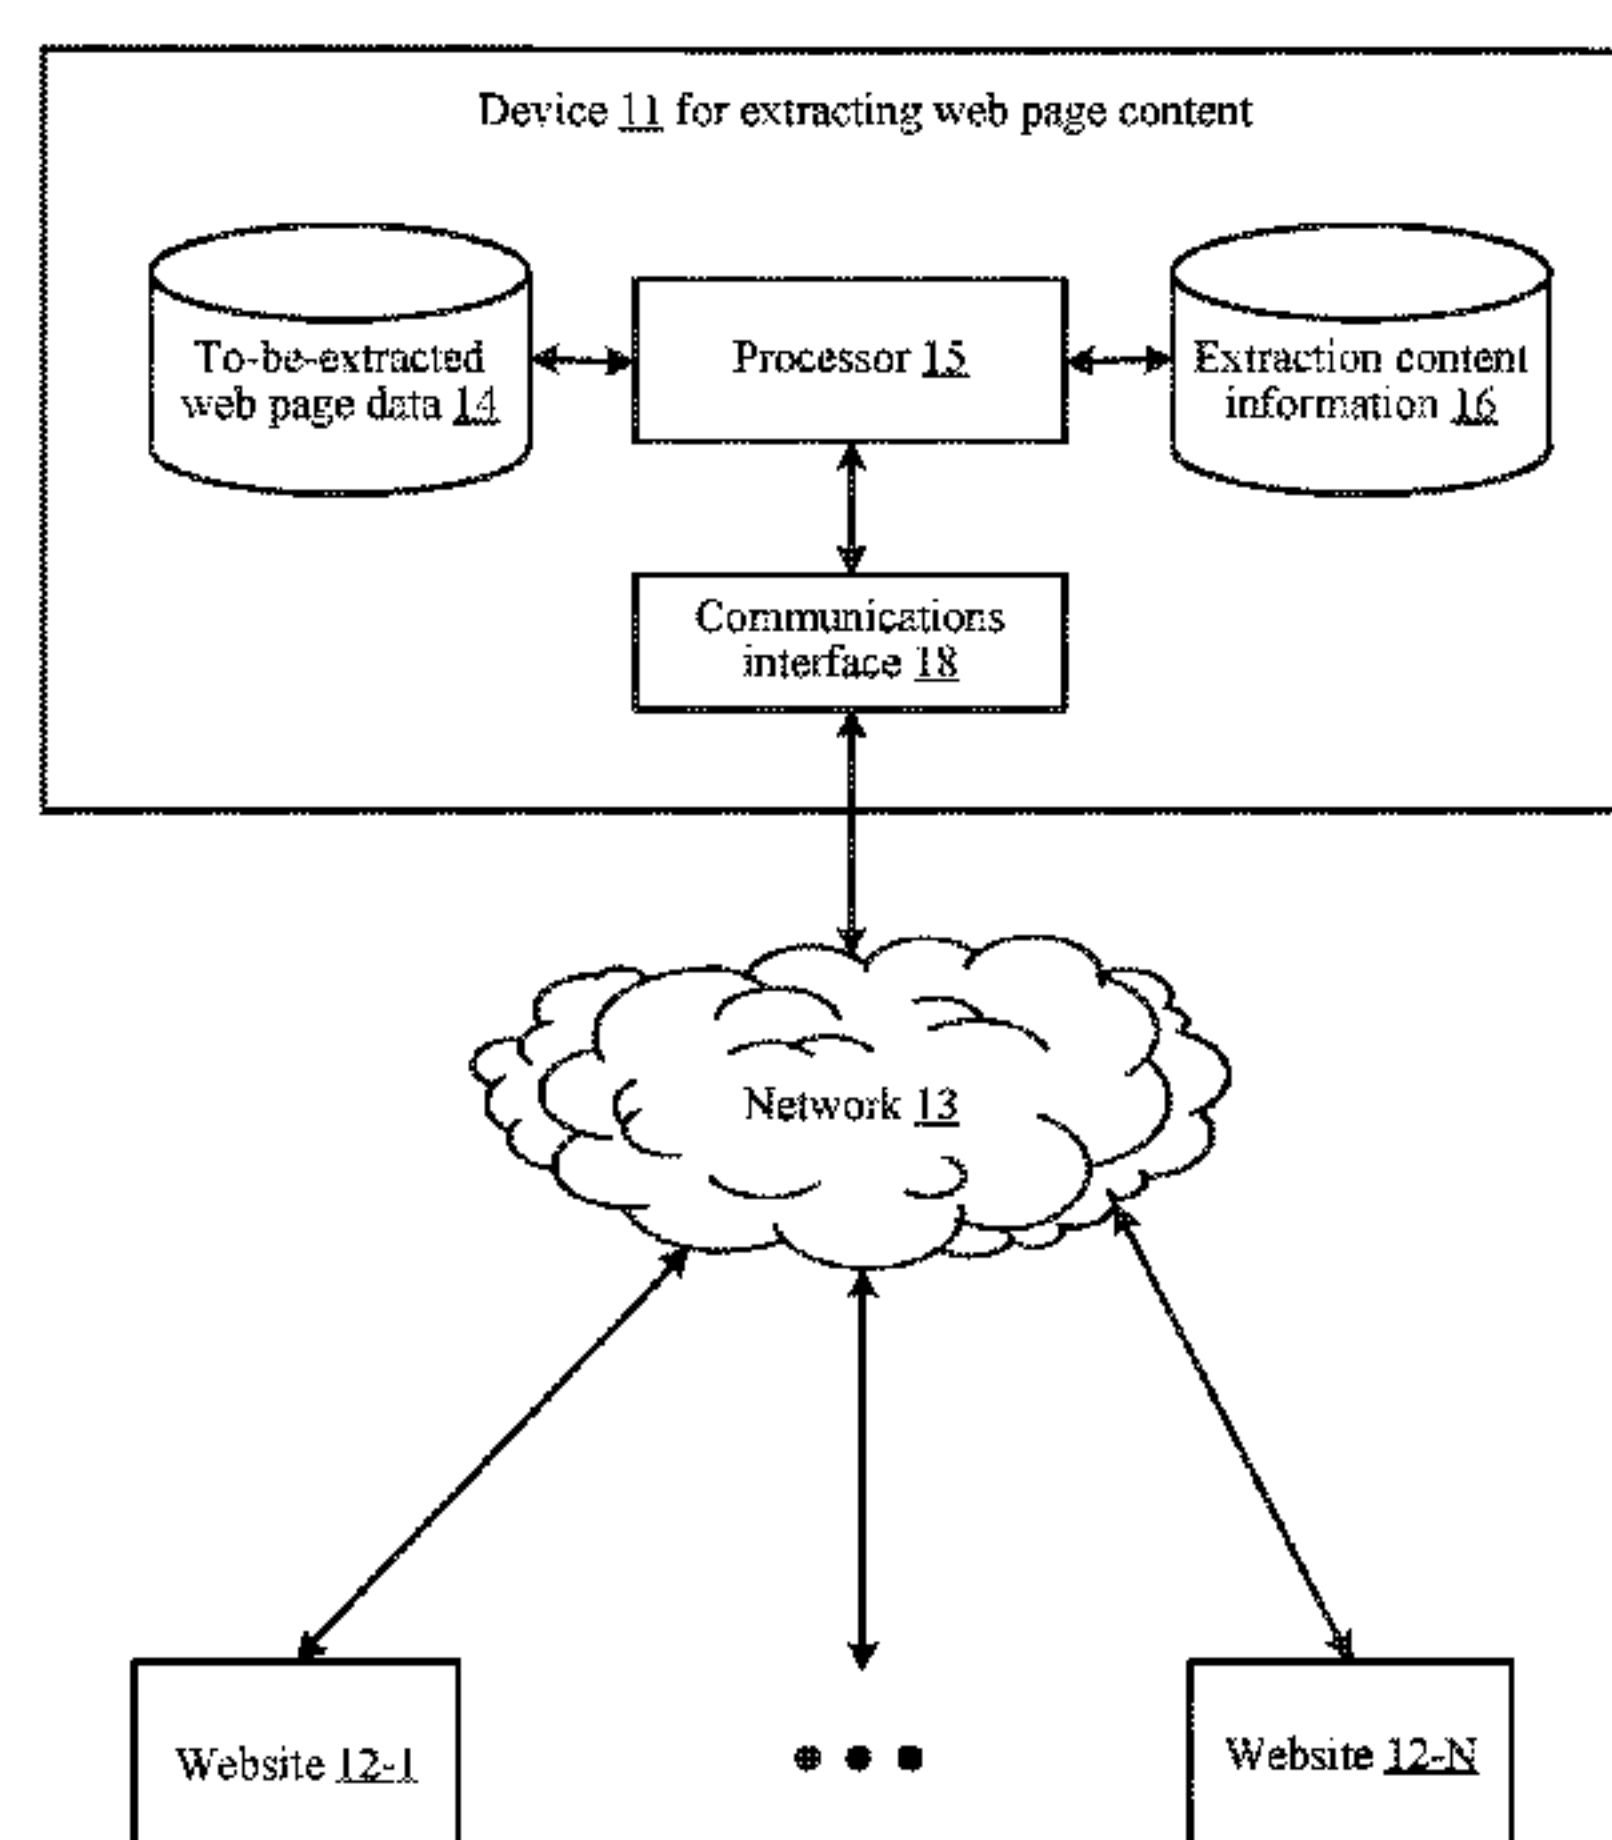 Device 11 for extracting web page content
To-be-extracted
web page data 14
Processor 15
Extraction content
information 16
Communications
interface 18
Network 13
Website 12-1
Website 12-N